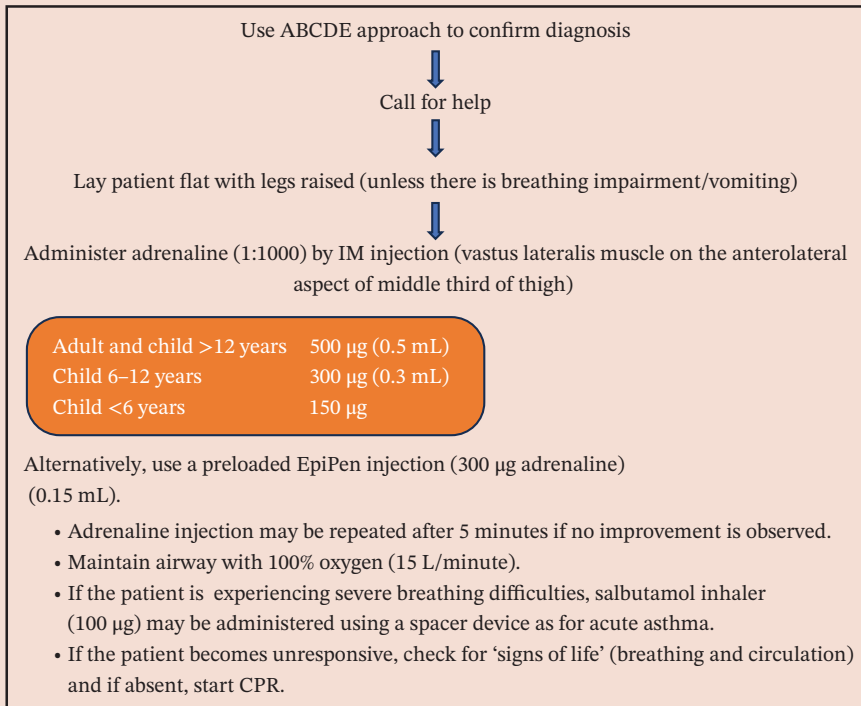 Use ABCDE approach to confirm diagnosis
Call for help
Lay patient flat with legs raised (unless there is breathing impairment/vomiting)
Administer adrenaline (1:1000) by IM injection (vastus lateralis muscle on the anterolateral
aspect of middle third of thigh)
Adult and child >12 years 500 μg (0.5 mL)
Child 6–12 years 300 μg (0.3 mL)
Child <6 years 150 μg
Alternatively, use a preloaded EpiPen injection (300 μg adrenaline)
(0.15 mL).
• Adrenaline injection may be repeated after 5 minutes if no improvement is observed.
• Maintain airway with 100% oxygen (15 L/minute).
• If the patient is experiencing severe breathing difficulties, salbutamol inhaler
(100 μg) may be administered using a spacer device as for acute asthma.
• If the patient becomes unresponsive, check for ‘signs of life’ (breathing and circulation)
and if absent, start CPR.